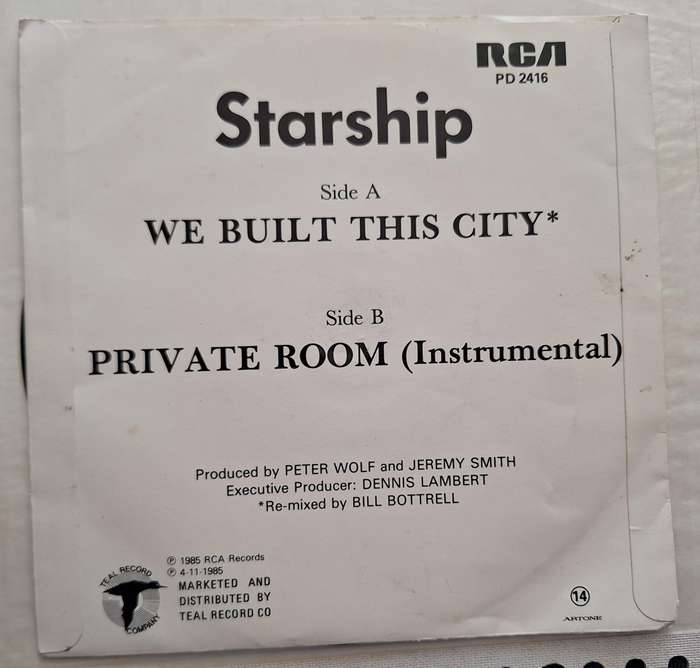 RCA
PD 2416
Starship
Side A
WE BUILT THIS CITY*
Side B
PRIVATE ROOM (Instrumental)
Produced by PETER WOLF and JEREMY SMITH
Executive Producer: DENNIS LAMBERT
*Re-mixed by BILL BOTTRELL
℗ 1985 RCA Records
℗ 4-11-1985
MARKETED AND
DISTRIBUTED BY
TEAL RECORD CO
TEAL RECORD
COMPANY
14
ARTONE